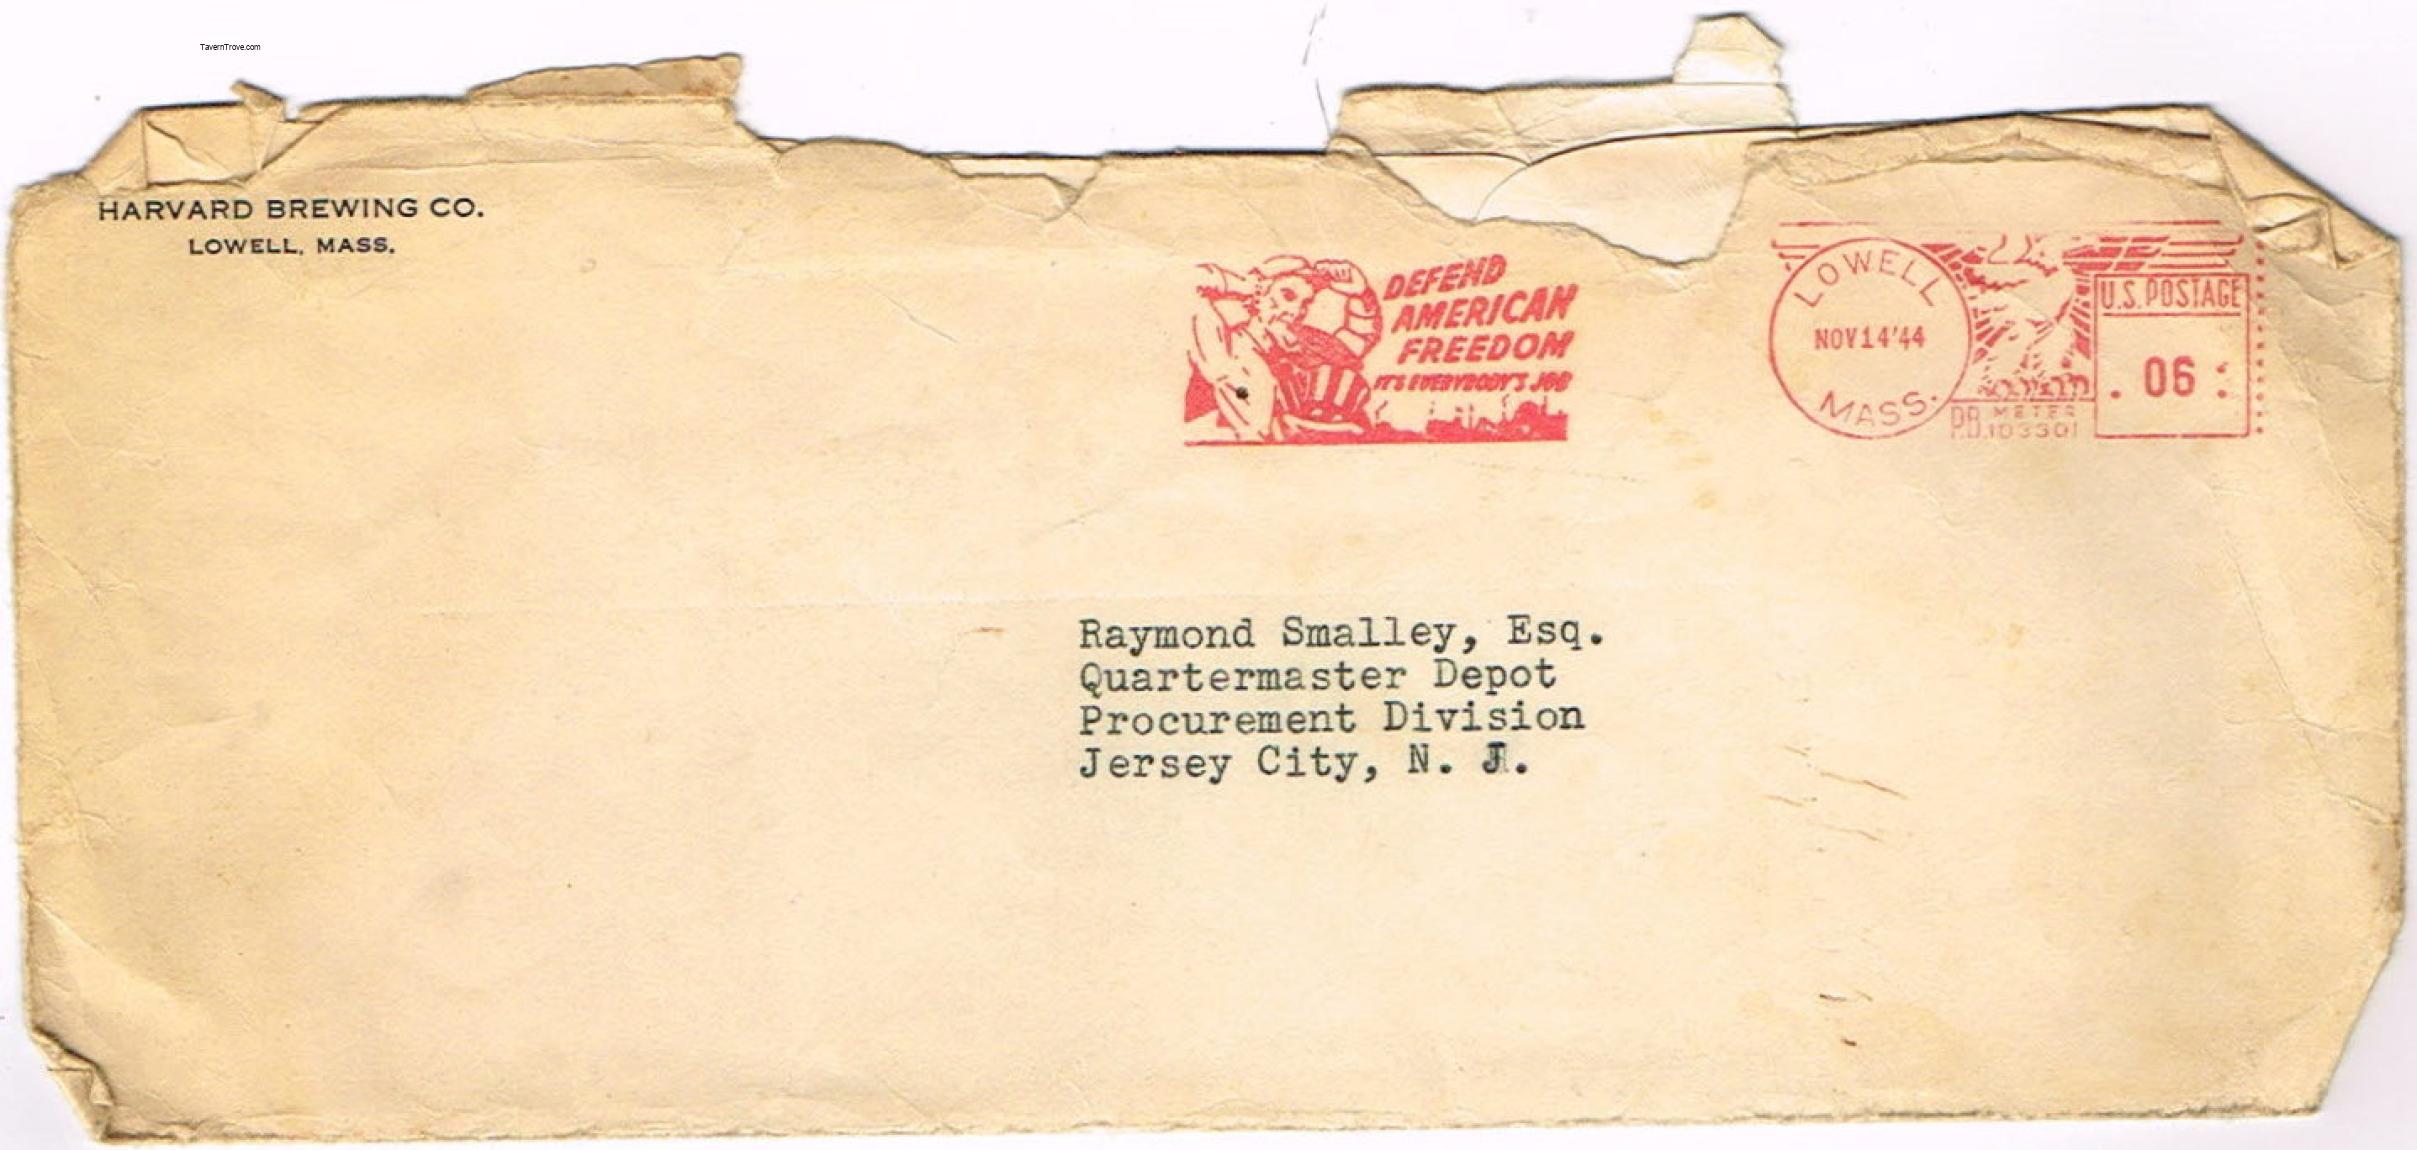 TavernTrove.com
HARVARD BREWING CO.
LOWELL, MASS.
DEFEND
AMERICAN
FREEDOM
IT'S EVERYBODY'S JOB
LOWELL
NOV 14 '44
MASS.
P.B. METER
103301
U.S. POSTAGE
. 06 :
Raymond Smalley, Esq.
Quartermaster Depot
Procurement Division
Jersey City, N. J.